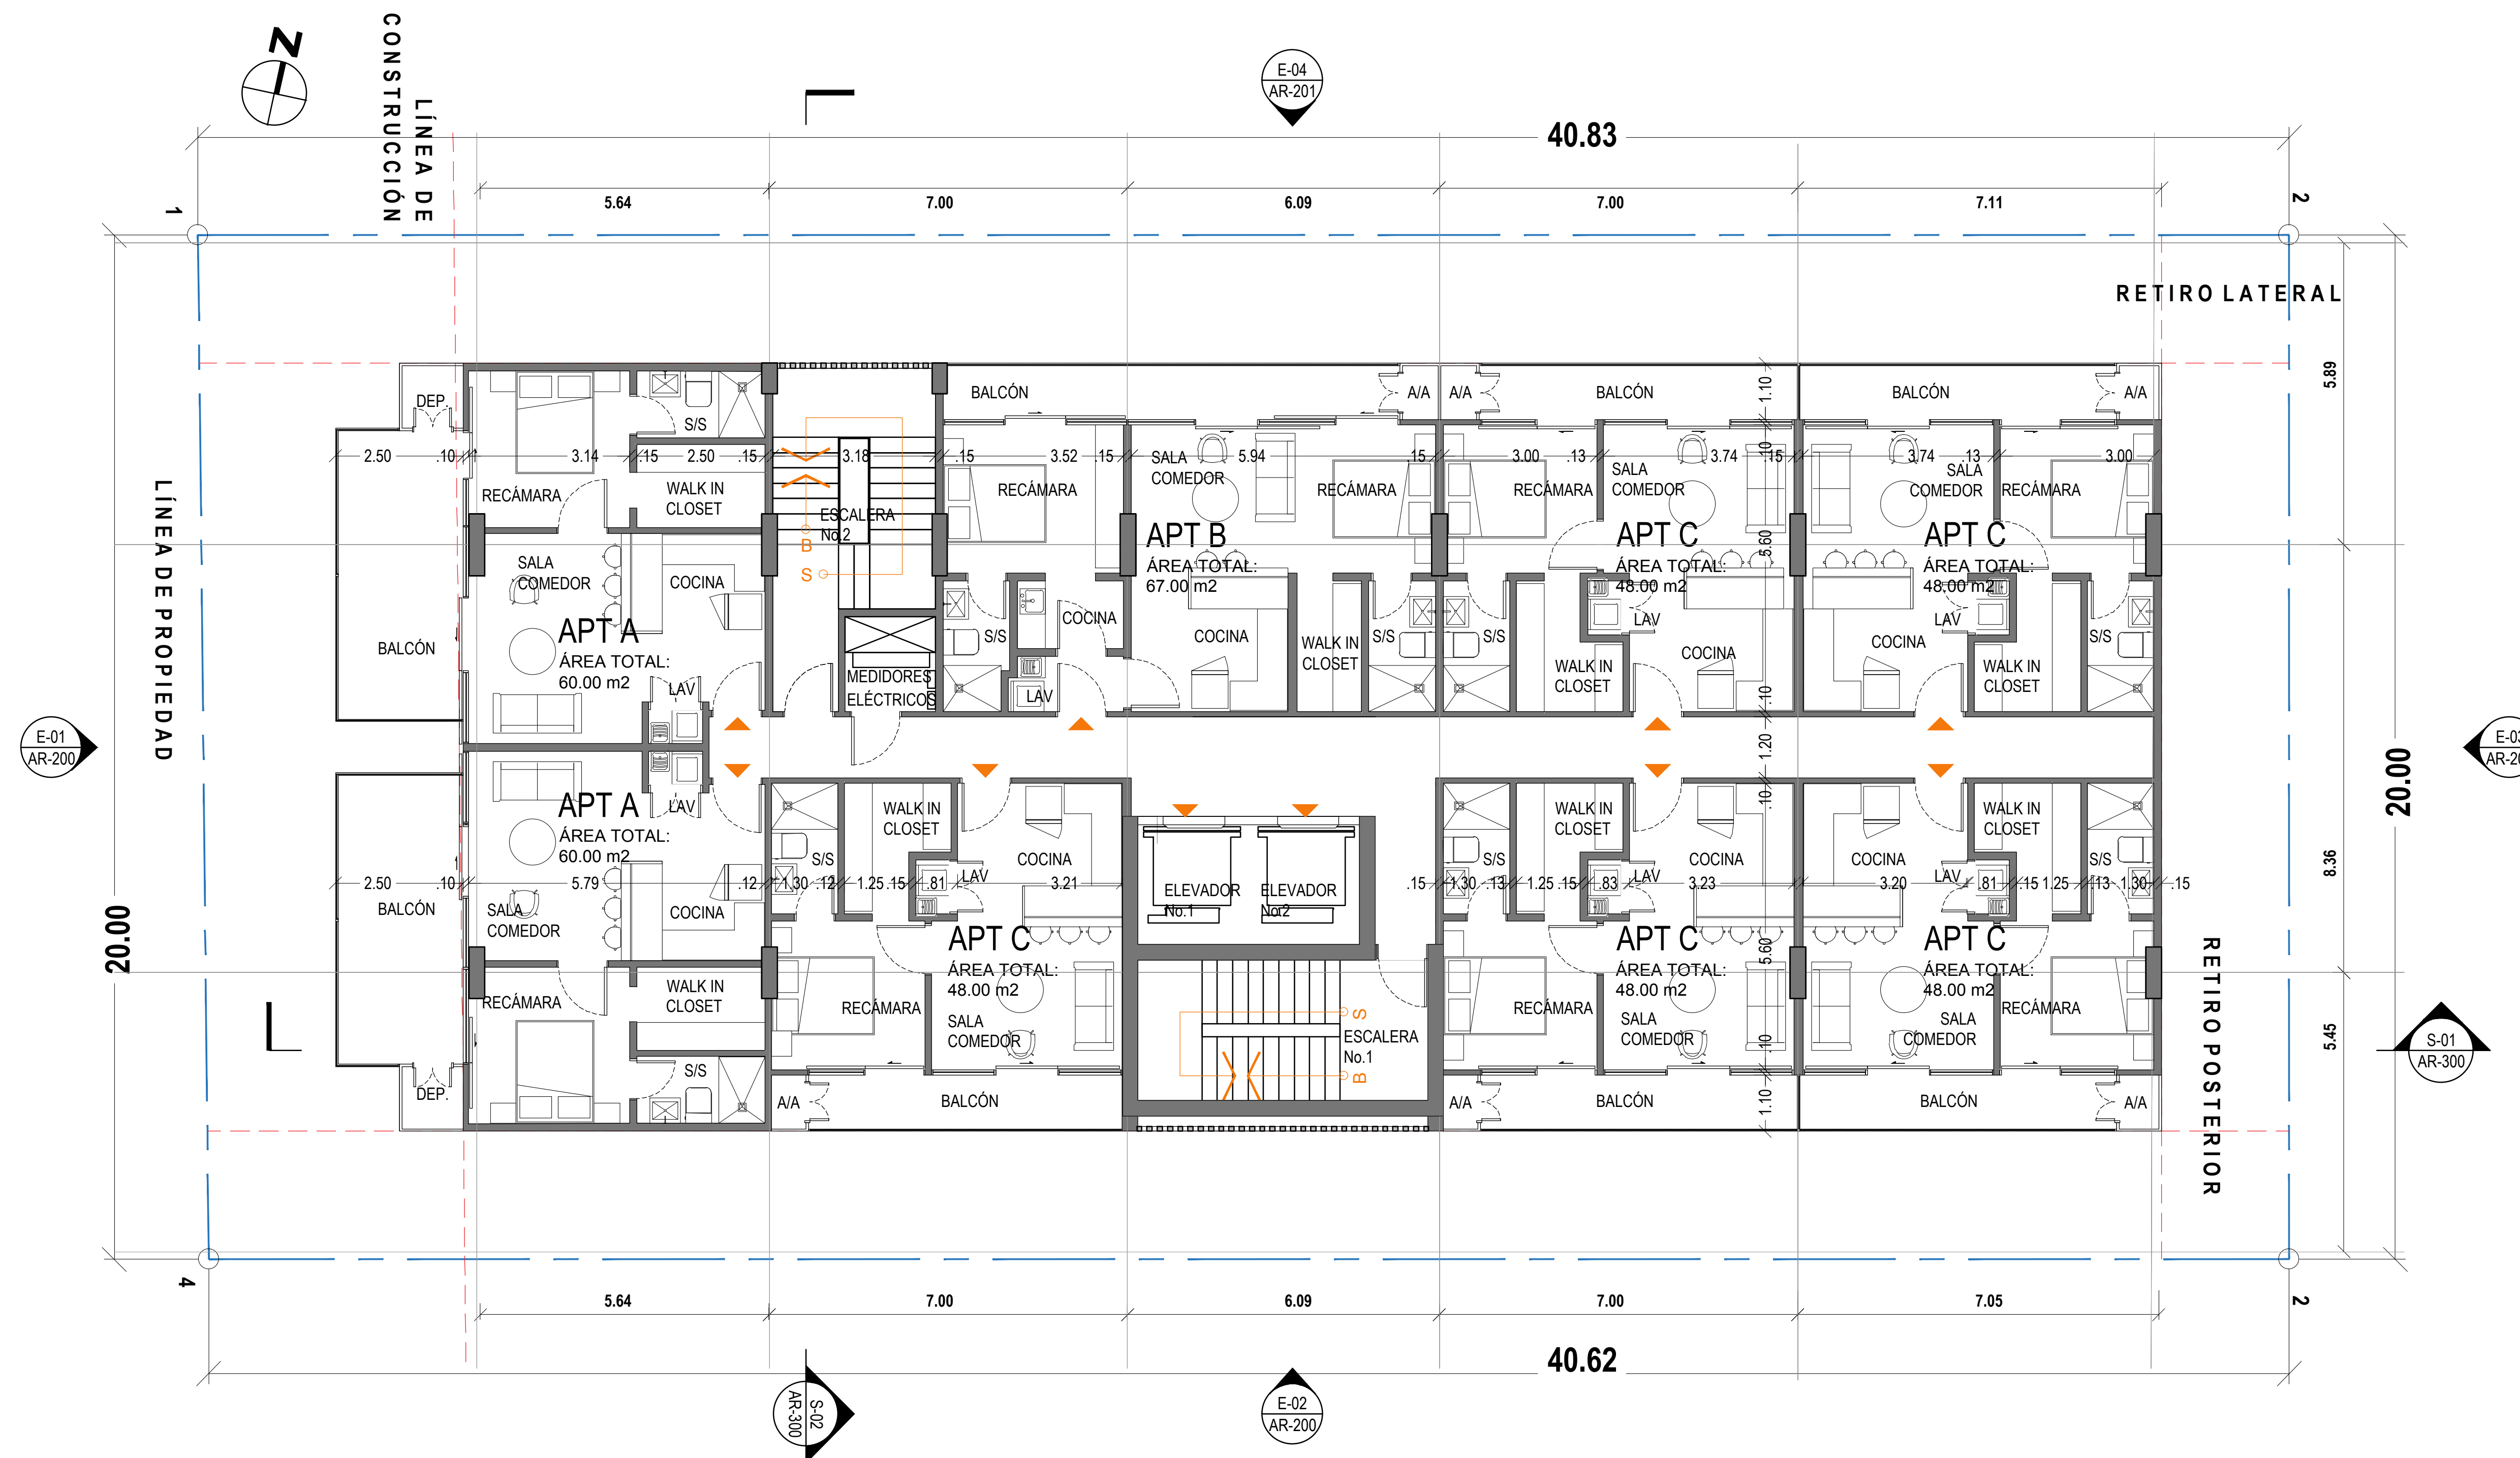 N
LÍNEA DE
CONSTRUCCIÓN
E-04
AR-201
40.83
5.64
7.00
6.09
7.00
7.11
1
2
RETIRO LATERAL
5.89
DEP.
S/S
BALCÓN
A/A
A/A
BALCÓN
1.10
BALCÓN
A/A
2.50
.10
3.14
.15
2.50
.15
3.18
.15
3.52
.15
5.94
.15
3.00
.13
3.74
.15
.10
3.74
.13
3.00
RECÁMARA
WALK IN
CLOSET
ESCALERA
No.2
B
S
RECÁMARA
SALA
COMEDOR
RECÁMARA
RECÁMARA
SALA
COMEDOR
SALA
COMEDOR
RECÁMARA
LÍNEA DE PROPIEDAD
SALA
COMEDOR
COCINA
APT B
ÁREA TOTAL:
67.00 m2
APT C
ÁREA TOTAL:
48.00 m2
5.60
APT C
ÁREA TOTAL:
48.00 m2
BALCÓN
APT A
ÁREA TOTAL:
60.00 m2
LAV
MEDIDORES
ELÉCTRICOS
S/S
COCINA
LAV
COCINA
WALK IN
CLOSET
S/S
S/S
WALK IN
CLOSET
LAV
COCINA
.10
COCINA
LAV
WALK IN
CLOSET
S/S
E-01
AR-200
1.20
20.00
E-03
APT A
ÁREA TOTAL:
60.00 m2
LAV
BALCÓN
2.50
.10
5.79
.12
1.30
.12
1.25
.15
.81
3.21
.15
1.30
.13
1.25
.15
.83
3.23
3.20
.81
.15
1.25
.13
1.30
.15
8.36
SALA
COMEDOR
COCINA
S/S
WALK IN
CLOSET
LAV
COCINA
ELEVADOR
No.1
ELEVADOR
No.2
S/S
WALK IN
CLOSET
LAV
COCINA
.10
COCINA
LAV
WALK IN
CLOSET
S/S
20.00
APT C
ÁREA TOTAL:
48.00 m2
APT C
ÁREA TOTAL:
48.00 m2
5.60
APT C
ÁREA TOTAL:
48.00 m2
RECÁMARA
WALK IN
CLOSET
RECÁMARA
SALA
COMEDOR
S
ESCALERA
No.1
B
RECÁMARA
SALA
COMEDOR
.10
SALA
COMEDOR
RECÁMARA
RETIRO POSTERIOR
5.45
S-01
AR-300
S/S
DEP.
A/A
BALCÓN
A/A
BALCÓN
1.10
BALCÓN
A/A
4
2
5.64
7.00
6.09
7.00
7.05
40.62
S-02
AR-300
E-02
AR-200